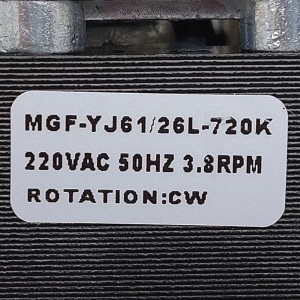 MGF-YJ61/26L-720K
220VAC 50HZ 3.8RPM
ROTATION:CW